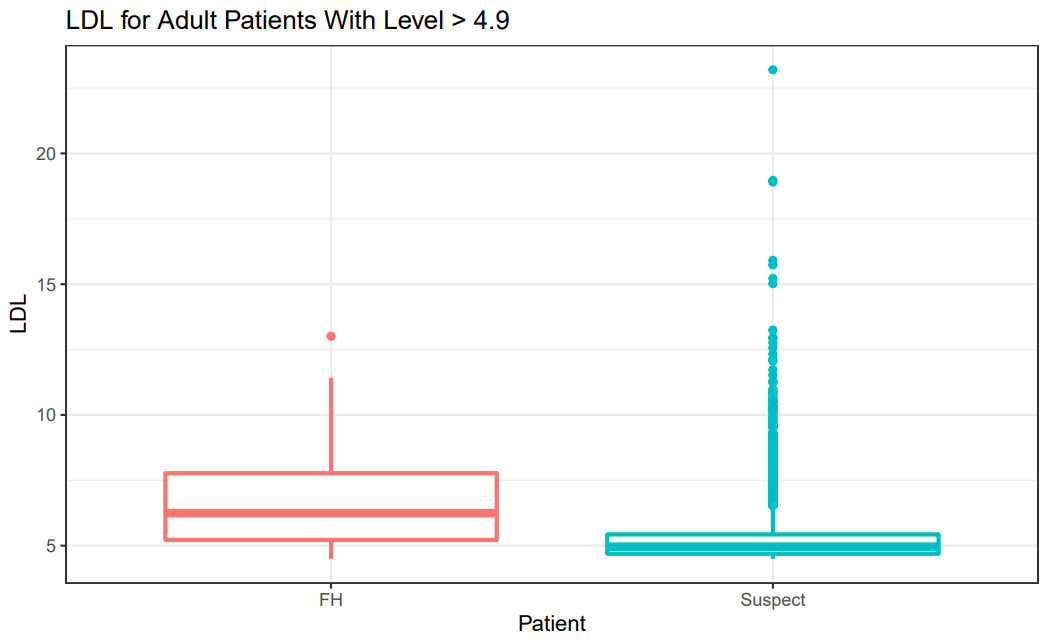 LDL for Adult Patients With Level > 4.9
20
15
10
5
LDL
FH
Suspect
Patient